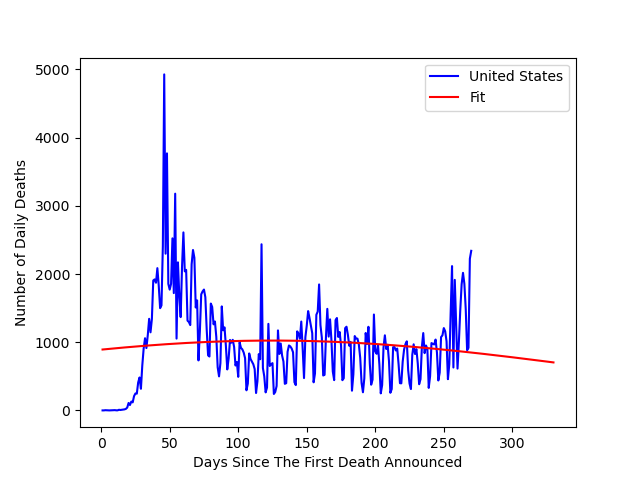 United States
Fit
Number of Daily Deaths
5000
4000
3000
2000
1000
0
0 50 100 150 200 250 300
Days Since The First Death Announced